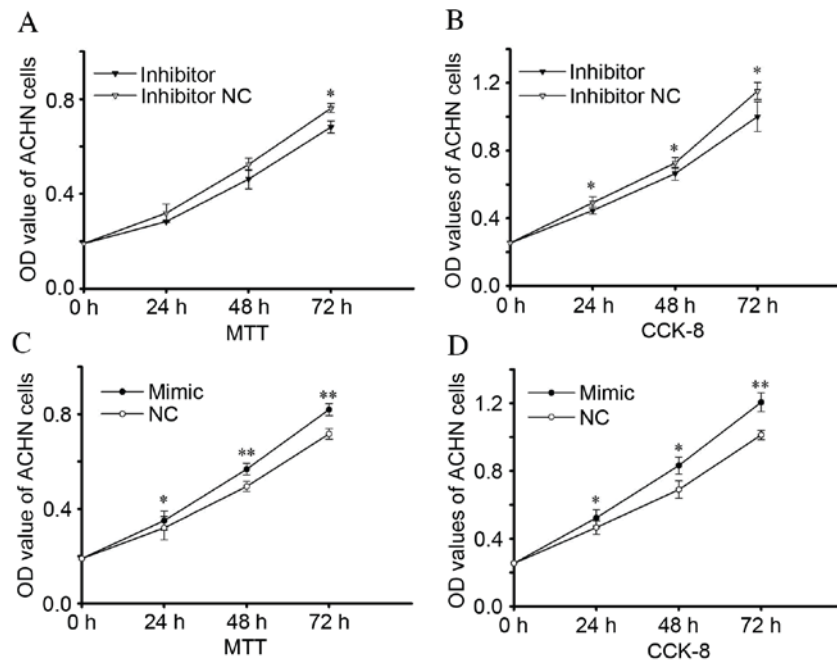 A
OD value of ACHN cells
Inhibitor
Inhibitor NC
*
0.8
0.4
0.0
0 h 24 h 48 h 72 h
MTT
B
OD values of ACHN cells
Inhibitor
Inhibitor NC
*
*
*
1.2
0.8
0.4
0.0
0 h 24 h 48 h 72 h
CCK-8
C
OD value of ACHN cells
Mimic
NC
*
**
**
0.8
0.4
0.0
0 h 24 h 48 h 72 h
MTT
D
OD values of ACHN cells
Mimic
NC
*
*
**
1.2
0.8
0.4
0.0
0 h 24 h 48 h 72 h
CCK-8